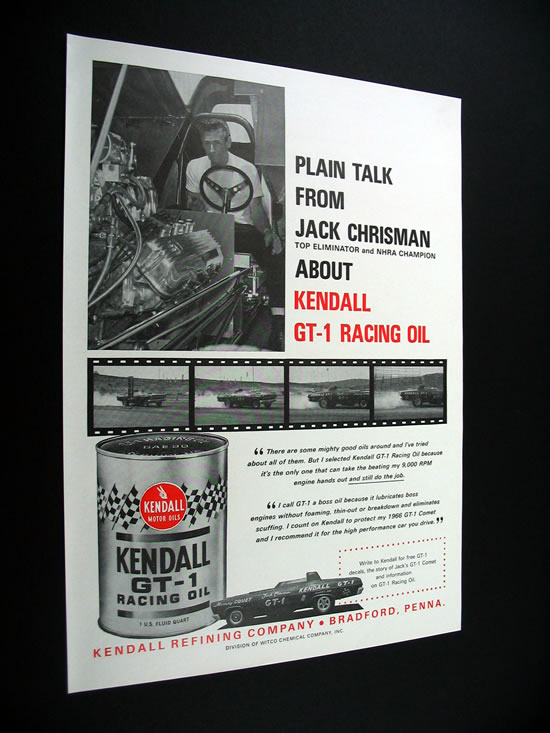 PLAIN TALK
FROM
JACK CHRISMAN
TOP ELIMINATOR and NHRA CHAMPION
ABOUT
KENDALL
GT-1 RACING OIL
“ There are some mighty good oils around and I've tried
about all of them. But I selected Kendall GT-1 Racing Oil because
it's the only one that can take the beating my 9,000 RPM
engine hands out and still do the job.
“ I call GT-1 a boss oil because it lubricates boss
engines without foaming, thin-out or breakdown and eliminates
scuffing. I count on Kendall to protect my 1966 GT-1 Comet
and I recommend it for the high performance car you drive. ”
SAE 30
KENDALL
MOTOR OILS
KENDALL
GT-1
RACING OIL
1 U.S. FLUID QUART
Write to Kendall for free GT-1
decals, the story of Jack's GT-1 Comet
and information
on GT-1 Racing Oil.
COMET
GT-1
KENDALL GT-1
KENDALL REFINING COMPANY • BRADFORD, PENNA.
DIVISION OF WITCO CHEMICAL COMPANY, INC.